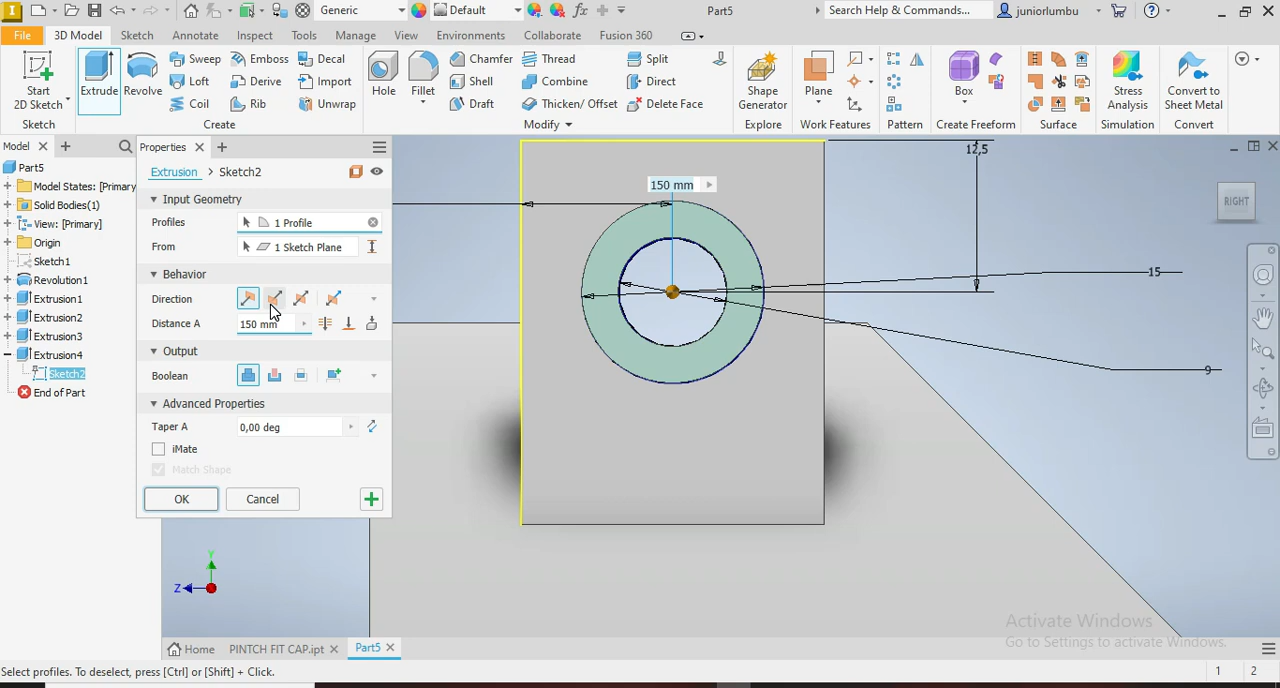 Generic
Default
Part5
Search Help & Commands...
juniorlumbu
File
3D Model
Sketch
Annotate
Inspect
Tools
Manage
View
Environments
Collaborate
Fusion 360
Start
2D Sketch
Extrude
Revolve
Sweep
Emboss
Decal
Loft
Derive
Import
Coil
Rib
Unwrap
Hole
Fillet
Chamfer
Thread
Split
Shell
Combine
Direct
Draft
Thicken/ Offset
Delete Face
Shape
Generator
Plane
Box
Stress
Analysis
Convert to
Sheet Metal
Sketch
Create
Modify
Explore
Work Features
Pattern
Create Freeform
Surface
Simulation
Convert
Model
Part5
Model States: [Primary
Solid Bodies(1)
View: [Primary]
Origin
Sketch1
Revolution1
Extrusion1
Extrusion2
Extrusion3
Extrusion4
Sketch2
End of Part
Properties
Extrusion > Sketch2
Input Geometry
Profiles
1 Profile
From
1 Sketch Plane
Behavior
Direction
Distance A
150 mm
Output
Boolean
Advanced Properties
Taper A
0,00 deg
iMate
Match Shape
OK
Cancel
150 mm
12,5
15
9
RIGHT
Y
Z
Activate Windows
Go to Settings to activate Windows.
Home
PINTCH FIT CAP.ipt
Part5
Select profiles. To deselect, press [Ctrl] or [Shift] + Click.
1
2